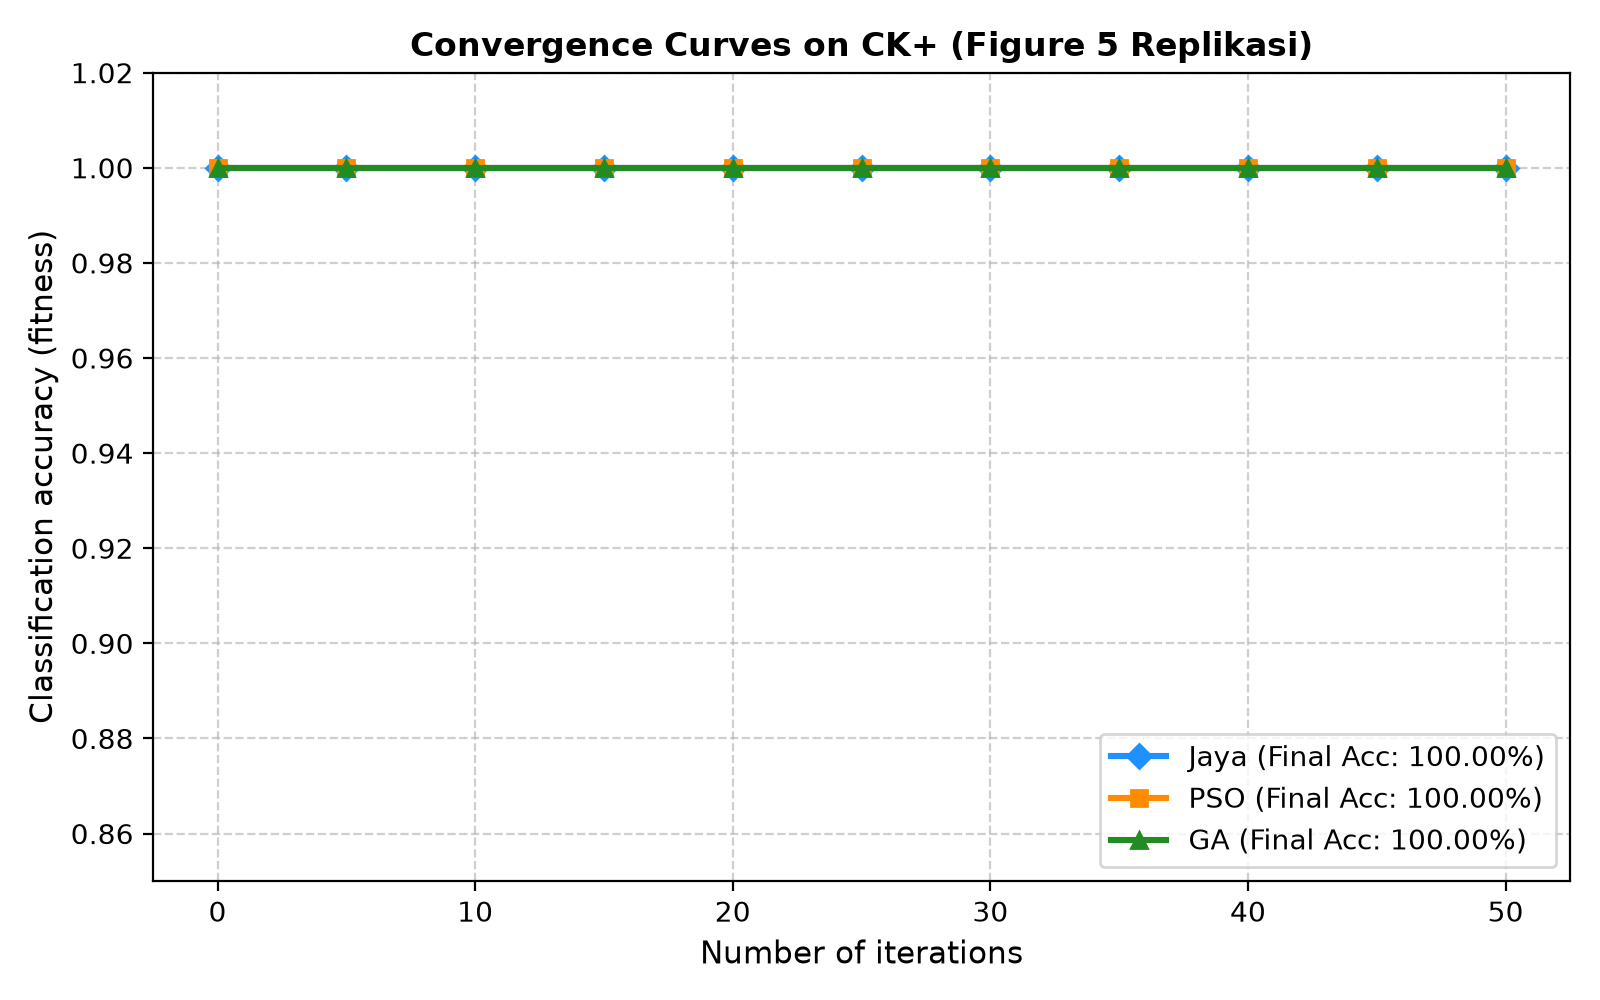 Convergence Curves on CK+ (Figure 5 Replikasi)
Classification accuracy (fitness)
1.02
1.00
0.98
0.96
0.94
0.92
0.90
0.88
0.86
Jaya (Final Acc: 100.00%)
PSO (Final Acc: 100.00%)
GA (Final Acc: 100.00%)
0 10 20 30 40 50
Number of iterations